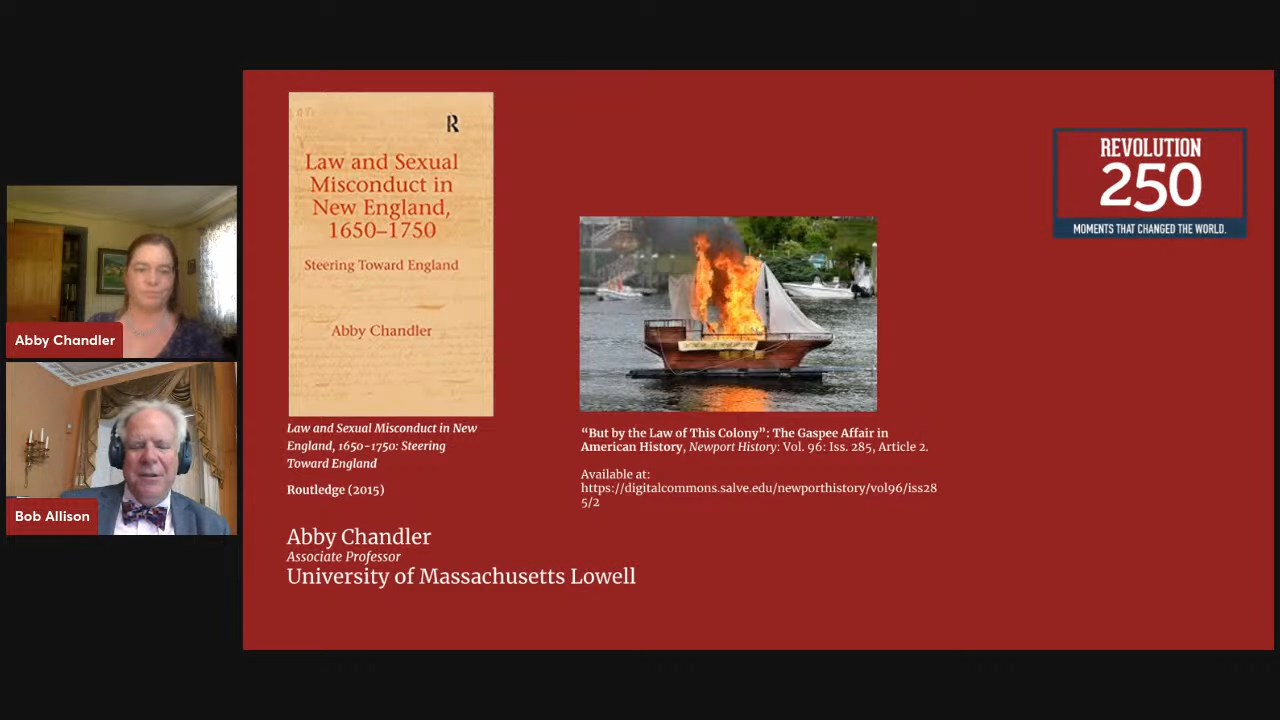 Abby Chandler
Bob Allison
R
Law and Sexual
Misconduct in
New England,
1650–1750
Steering Toward England
Abby Chandler
Law and Sexual Misconduct in New
England, 1650-1750: Steering
Toward England
Routledge (2015)
“But by the Law of This Colony”: The Gaspee Affair in
American History, Newport History: Vol. 96: Iss. 285, Article 2.
Available at:
https://digitalcommons.salve.edu/newporthistory/vol96/iss28
5/2
Abby Chandler
Associate Professor
University of Massachusetts Lowell
REVOLUTION
250
MOMENTS THAT CHANGED THE WORLD.